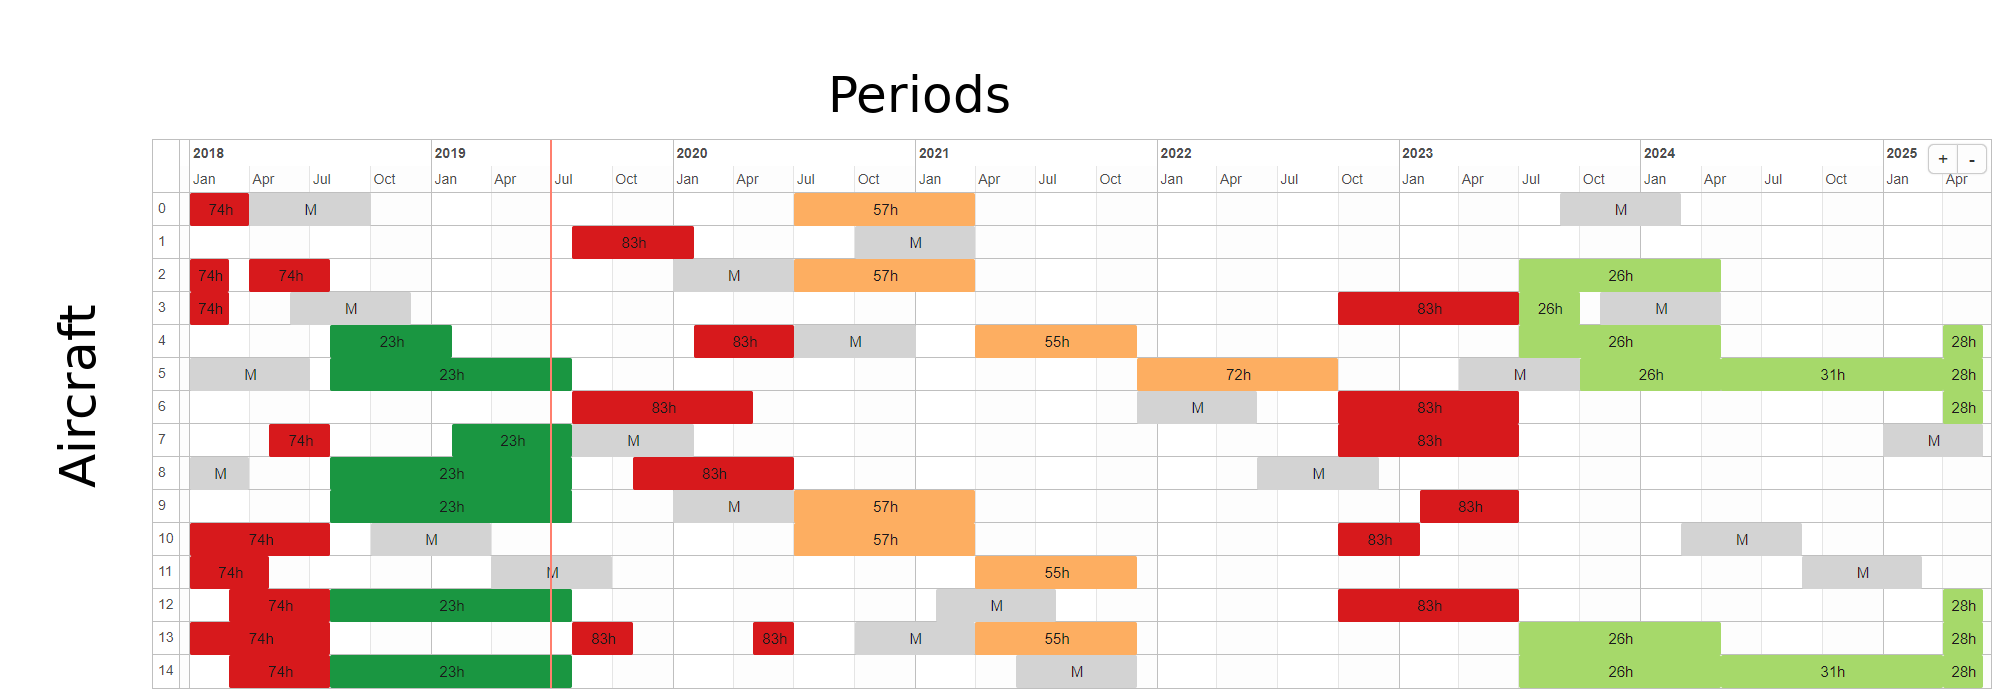 Periods
Aircraft
2018 2019 2020 2021 2022 2023 2024 2025 + -
Jan Apr Jul Oct Jan Apr Jul Oct Jan Apr Jul Oct Jan Apr Jul Oct Jan Apr Jul Oct Jan Apr Jul Oct Jan Apr Jul Oct Jan Apr
0 74h M 57h M
1 83h M
2 74h 74h M 57h 26h
3 74h M 83h 26h M
4 23h 83h M 55h 26h 28h
5 M 23h 72h M 26h 31h 28h
6 83h M 83h 28h
7 74h 23h M 83h M
8 M 23h 83h M
9 23h M 57h 83h
10 74h M 57h 83h M
11 74h M 55h M
12 74h 23h M 83h 28h
13 74h 83h 83h M 55h 26h 28h
14 74h 23h M 26h 31h 28h